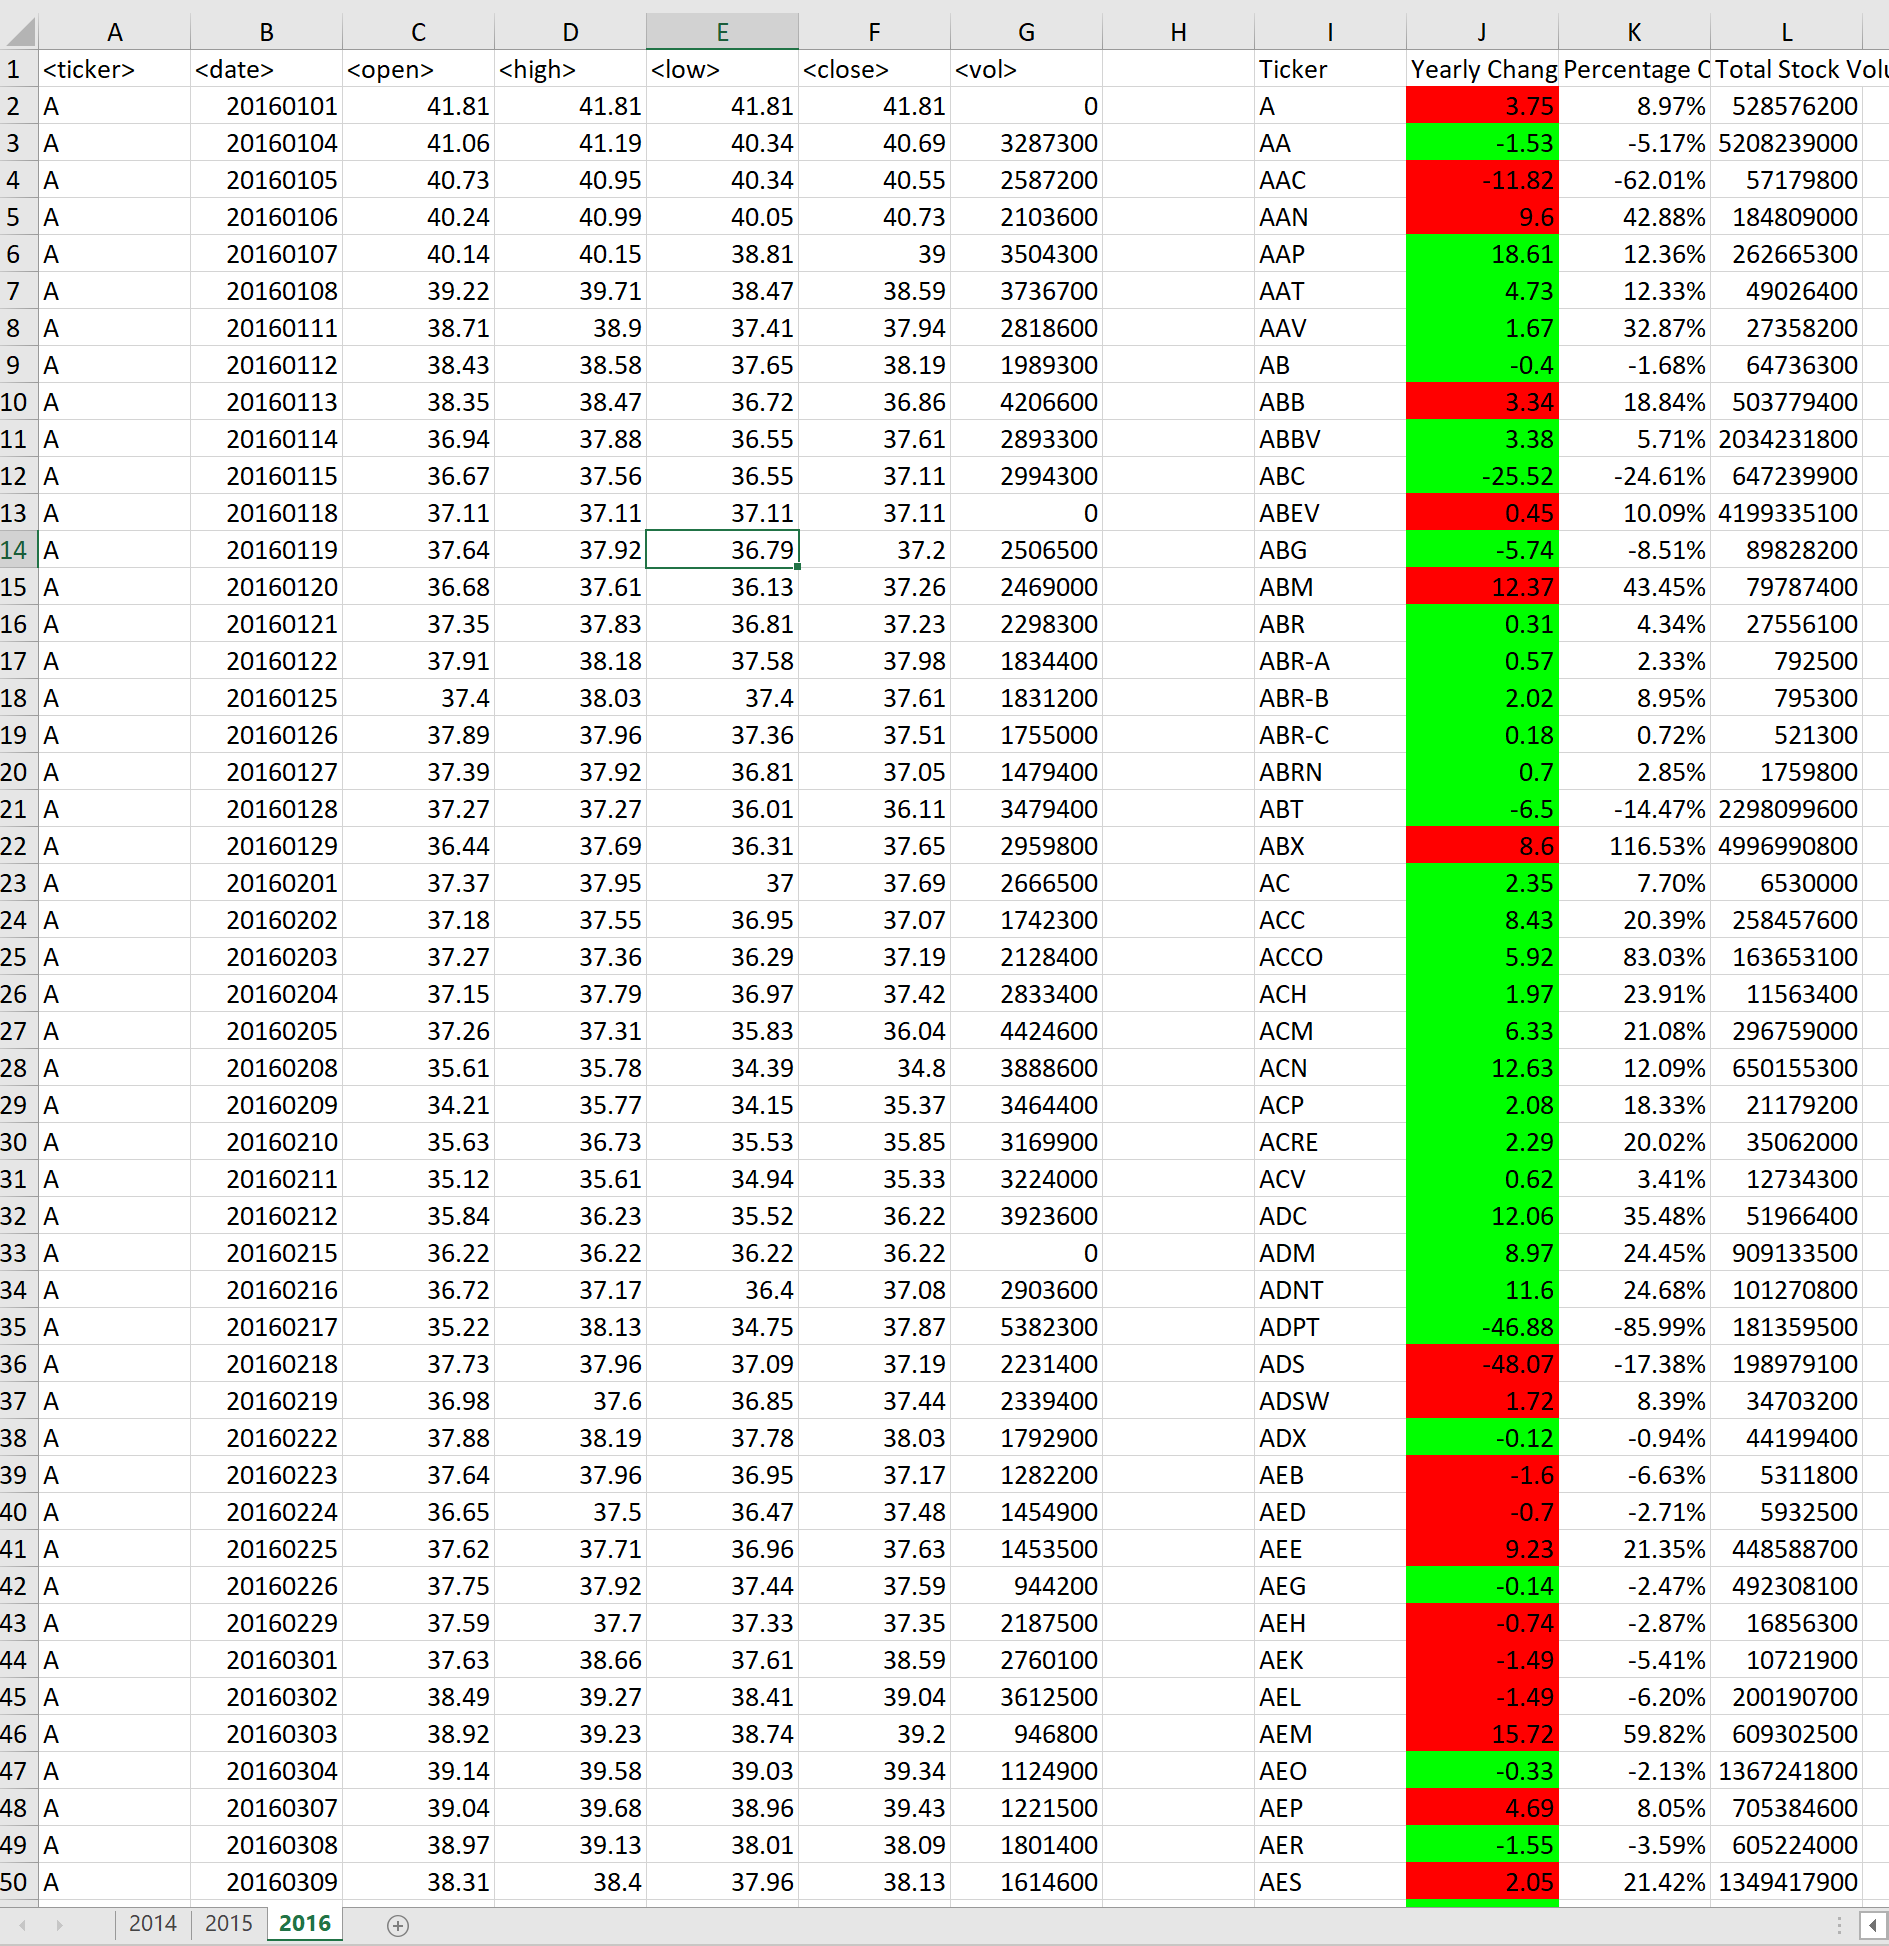 A B C D E F G H I J K L
1 <ticker> <date> <open> <high> <low> <close> <vol> Ticker Yearly Chang Percentage C Total Stock Volu
2 A 20160101 41.81 41.81 41.81 41.81 0 A 3.75 8.97% 528576200
3 A 20160104 41.06 41.19 40.34 40.69 3287300 AA -1.53 -5.17% 5208239000
4 A 20160105 40.73 40.95 40.34 40.55 2587200 AAC -11.82 -62.01% 57179800
5 A 20160106 40.24 40.99 40.05 40.73 2103600 AAN 9.6 42.88% 184809000
6 A 20160107 40.14 40.15 38.81 39 3504300 AAP 18.61 12.36% 262665300
7 A 20160108 39.22 39.71 38.47 38.59 3736700 AAT 4.73 12.33% 49026400
8 A 20160111 38.71 38.9 37.41 37.94 2818600 AAV 1.67 32.87% 27358200
9 A 20160112 38.43 38.58 37.65 38.19 1989300 AB -0.4 -1.68% 64736300
10 A 20160113 38.35 38.47 36.72 36.86 4206600 ABB 3.34 18.84% 503779400
11 A 20160114 36.94 37.88 36.55 37.61 2893300 ABBV 3.38 5.71% 2034231800
12 A 20160115 36.67 37.56 36.55 37.11 2994300 ABC -25.52 -24.61% 647239900
13 A 20160118 37.11 37.11 37.11 37.11 0 ABEV 0.45 10.09% 4199335100
14 A 20160119 37.64 37.92 36.79 37.2 2506500 ABG -5.74 -8.51% 89828200
15 A 20160120 36.68 37.61 36.13 37.26 2469000 ABM 12.37 43.45% 79787400
16 A 20160121 37.35 37.83 36.81 37.23 2298300 ABR 0.31 4.34% 27556100
17 A 20160122 37.91 38.18 37.58 37.98 1834400 ABR-A 0.57 2.33% 792500
18 A 20160125 37.4 38.03 37.4 37.61 1831200 ABR-B 2.02 8.95% 795300
19 A 20160126 37.89 37.96 37.36 37.51 1755000 ABR-C 0.18 0.72% 521300
20 A 20160127 37.39 37.92 36.81 37.05 1479400 ABRN 0.7 2.85% 1759800
21 A 20160128 37.27 37.27 36.01 36.11 3479400 ABT -6.5 -14.47% 2298099600
22 A 20160129 36.44 37.69 36.31 37.65 2959800 ABX 8.6 116.53% 4996990800
23 A 20160201 37.37 37.95 37 37.69 2666500 AC 2.35 7.70% 6530000
24 A 20160202 37.18 37.55 36.95 37.07 1742300 ACC 8.43 20.39% 258457600
25 A 20160203 37.27 37.36 36.29 37.19 2128400 ACCO 5.92 83.03% 163653100
26 A 20160204 37.15 37.79 36.97 37.42 2833400 ACH 1.97 23.91% 11563400
27 A 20160205 37.26 37.31 35.83 36.04 4424600 ACM 6.33 21.08% 296759000
28 A 20160208 35.61 35.78 34.39 34.8 3888600 ACN 12.63 12.09% 650155300
29 A 20160209 34.21 35.77 34.15 35.37 3464400 ACP 2.08 18.33% 21179200
30 A 20160210 35.63 36.73 35.53 35.85 3169900 ACRE 2.29 20.02% 35062000
31 A 20160211 35.12 35.61 34.94 35.33 3224000 ACV 0.62 3.41% 12734300
32 A 20160212 35.84 36.23 35.52 36.22 3923600 ADC 12.06 35.48% 51966400
33 A 20160215 36.22 36.22 36.22 36.22 0 ADM 8.97 24.45% 909133500
34 A 20160216 36.72 37.17 36.4 37.08 2903600 ADNT 11.6 24.68% 101270800
35 A 20160217 35.22 38.13 34.75 37.87 5382300 ADPT -46.88 -85.99% 181359500
36 A 20160218 37.73 37.96 37.09 37.19 2231400 ADS -48.07 -17.38% 198979100
37 A 20160219 36.98 37.6 36.85 37.44 2339400 ADSW 1.72 8.39% 34703200
38 A 20160222 37.88 38.19 37.78 38.03 1792900 ADX -0.12 -0.94% 44199400
39 A 20160223 37.64 37.96 36.95 37.17 1282200 AEB -1.6 -6.63% 5311800
40 A 20160224 36.65 37.5 36.47 37.48 1454900 AED -0.7 -2.71% 5932500
41 A 20160225 37.62 37.71 36.96 37.63 1453500 AEE 9.23 21.35% 448588700
42 A 20160226 37.75 37.92 37.44 37.59 944200 AEG -0.14 -2.47% 492308100
43 A 20160229 37.59 37.7 37.33 37.35 2187500 AEH -0.74 -2.87% 16856300
44 A 20160301 37.63 38.66 37.61 38.59 2760100 AEK -1.49 -5.41% 10721900
45 A 20160302 38.49 39.27 38.41 39.04 3612500 AEL -1.49 -6.20% 200190700
46 A 20160303 38.92 39.23 38.74 39.2 946800 AEM 15.72 59.82% 609302500
47 A 20160304 39.14 39.58 39.03 39.34 1124900 AEO -0.33 -2.13% 1367241800
48 A 20160307 39.04 39.68 38.96 39.43 1221500 AEP 4.69 8.05% 705384600
49 A 20160308 38.97 39.13 38.01 38.09 1801400 AER -1.55 -3.59% 605224000
50 A 20160309 38.31 38.4 37.96 38.13 1614600 AES 2.05 21.42% 1349417900
2014 2015 2016